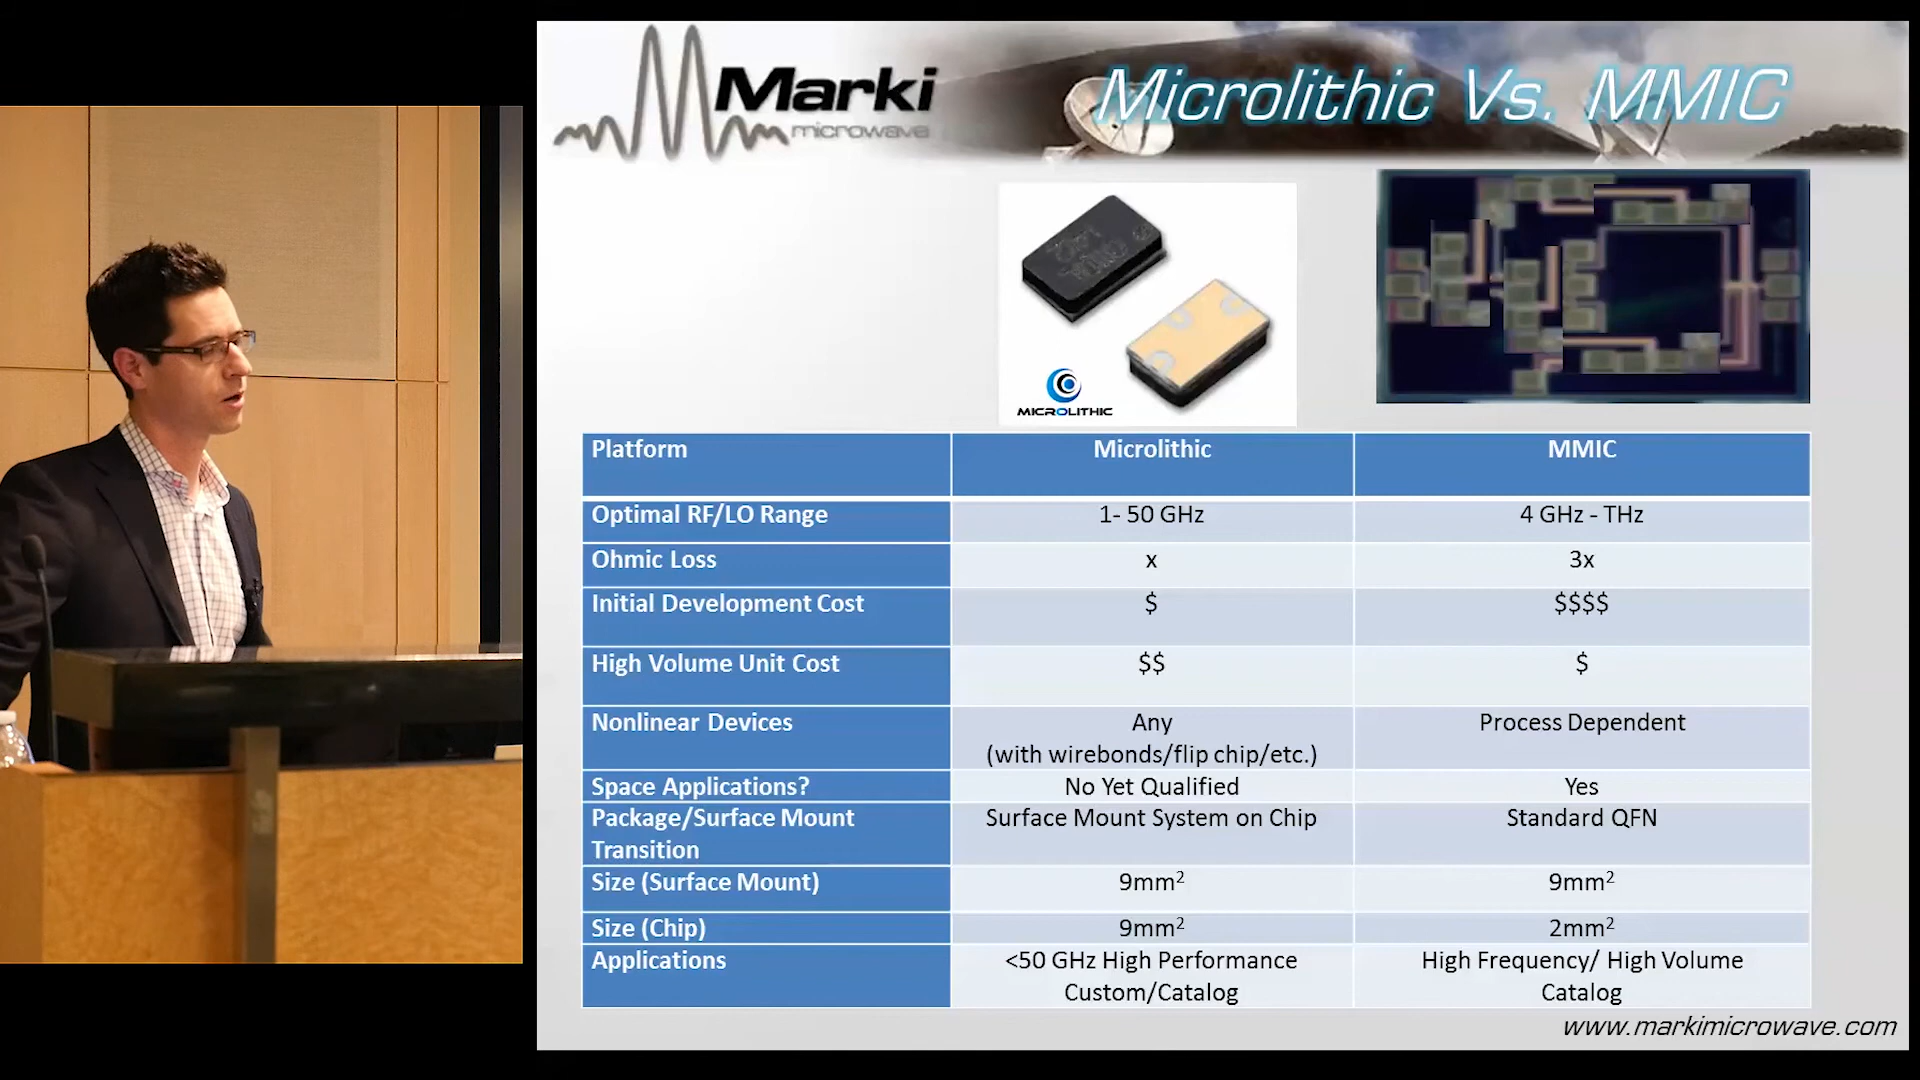 Marki
microwave
Microlithic Vs. MMIC
MICROLITHIC
Platform Microlithic MMIC
Optimal RF/LO Range 1- 50 GHz 4 GHz - THz
Ohmic Loss x 3x
Initial Development Cost $ $$$$
High Volume Unit Cost $$ $
Nonlinear Devices Any Process Dependent
(with wirebonds/flip chip/etc.)
Space Applications? No Yet Qualified Yes
Package/Surface Mount Surface Mount System on Chip Standard QFN
Transition
Size (Surface Mount) 9mm² 9mm²
Size (Chip) 9mm² 2mm²
Applications <50 GHz High Performance High Frequency/ High Volume
Custom/Catalog Catalog
www.markimicrowave.com